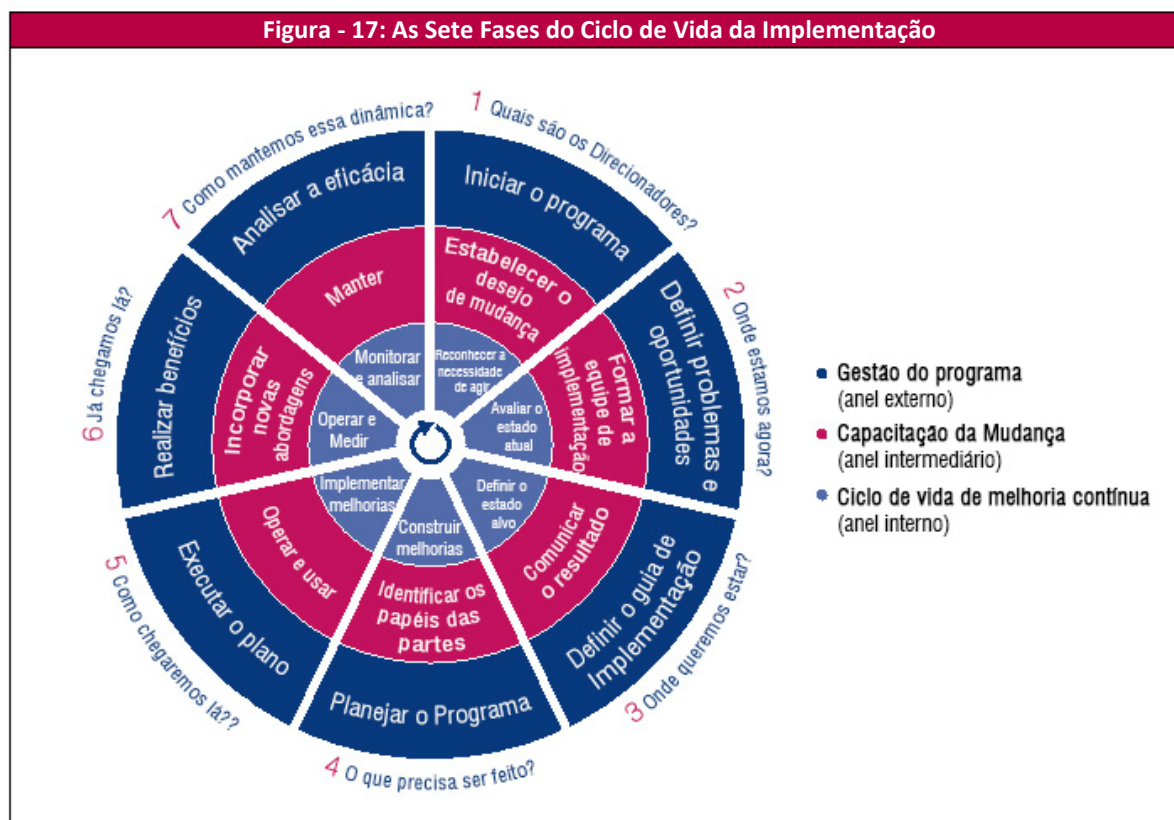 Figura - 17: As Sete Fases do Ciclo de Vida da Implementação
1 Quais são os Direcionadores?
Iniciar o programa
Estabelecer o
desejo
de mudança
Reconhecer a
necessidade
de agir
2 Onde estamos agora?
Definir problemas e
oportunidades
Formar a
equipe de
implementação
Avaliar o
estado
atual
3 Onde queremos estar?
Definir o guia de
Implementação
Comunicar
o resultado
Definir o
estado
alvo
4 O que precisa ser feito?
Planejar o Programa
Identificar os
papéis das
partes
Construir
melhorias
5 Como chegaremos lá??
Executar o plano
Operar e usar
Implementar
melhorias
6 Já chegamos lá?
Realizar benefícios
Incorporar
novas
abordagens
Operar e
Medir
7 Como mantemos essa dinâmica?
Analisar a eficácia
Manter
Monitorar
e analisar
Gestão do programa
(anel externo)
Capacitação da Mudança
(anel intermediário)
Ciclo de vida de melhoria contínua
(anel interno)